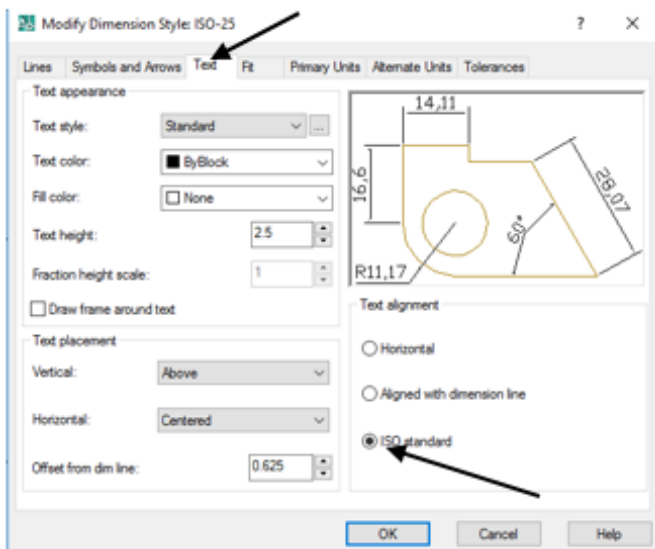 Modify Dimension Style: ISO-25
? ×
Lines Symbols and Arrows Text Fit Primary Units Alternate Units Tolerances
Text appearance
Text style: Standard ...
Text color: ByBlock
Fill color: None
Text height: 2.5
Fraction height scale: 1
Draw frame around text
Text placement
Vertical: Above
Horizontal: Centered
Offset from dim line: 0.625
14,11
16,6
28,07
60°
R11,17
Text alignment
Horizontal
Aligned with dimension line
ISO standard
OK Cancel Help